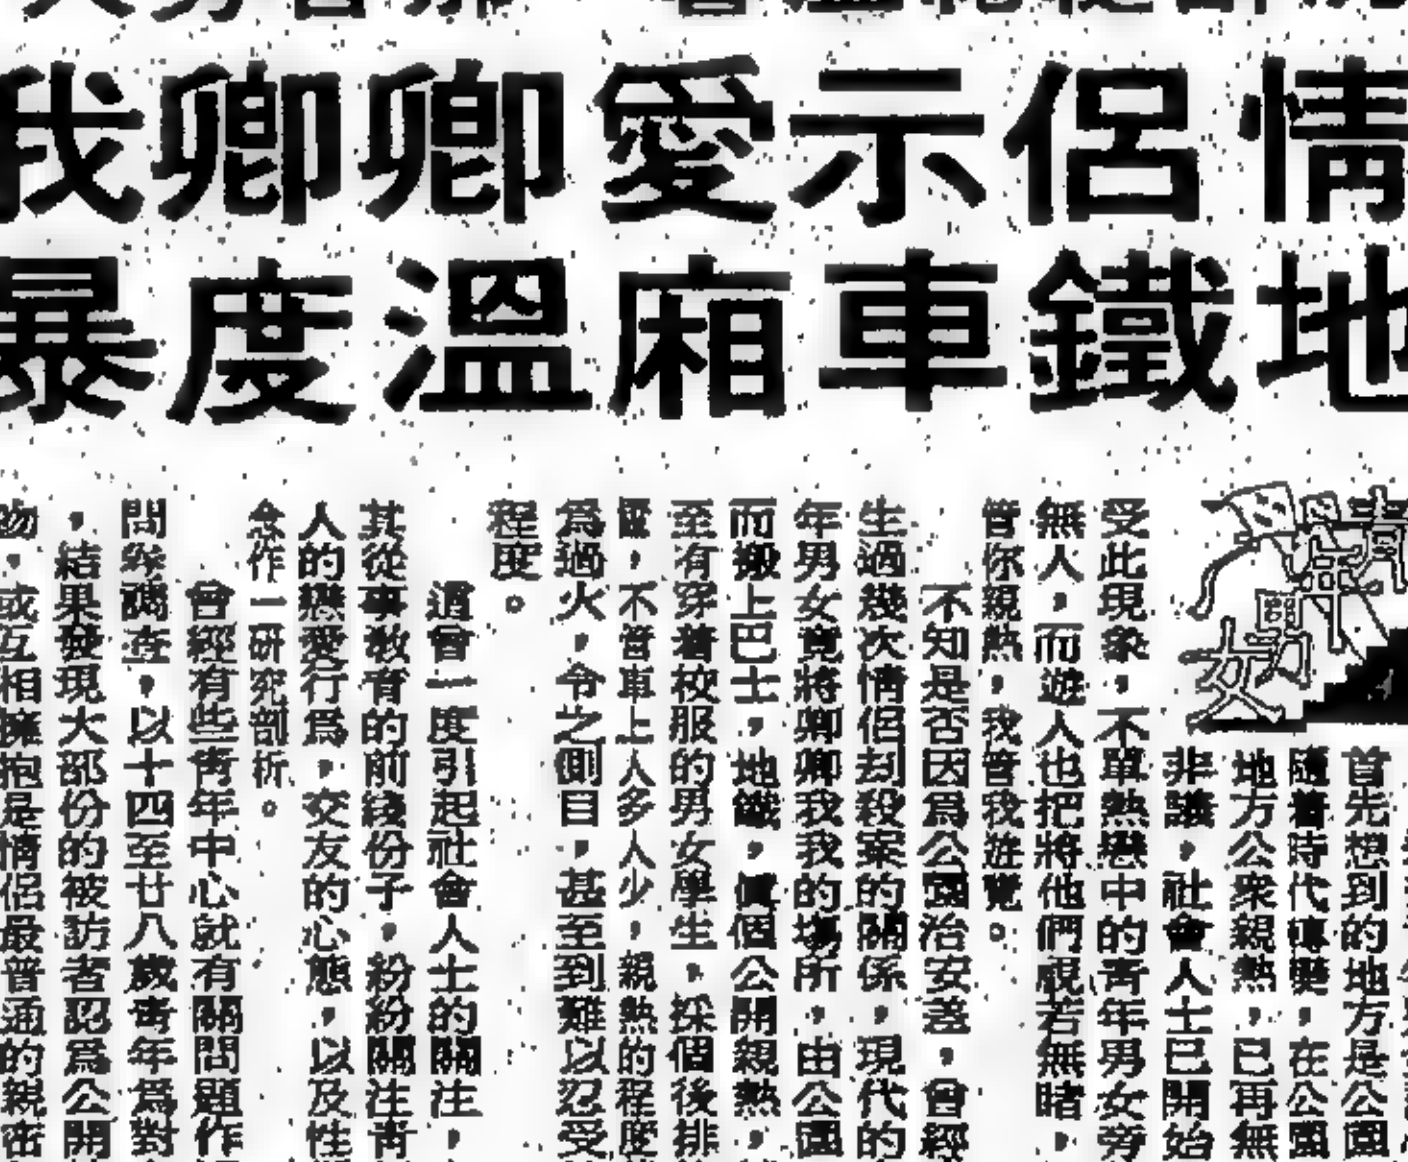 情侶示愛卿卿我
地鐵車廂溫度暴
青年男女
首先想到的地方是公園
隨着時代轉變，在公園
地方公眾親熱，已再無
非議，社會人士已開始
受此現象，不單熱戀中的青年男女旁
無人，而遊人也把將他們視若無睹，
管你親熱，我管我遊覽。
不知是否因為公園治安差，曾經
生過幾次情侶刦殺案的關係，現代的
年男女竟將卿卿我我的場所，由公園
而搬上巴士，地鐵，眞個公開親熱，
至有穿着校服的男女學生，採個後排
，不管車上人多人少，親熱的程度
為過火，令之側目，甚至到難以忍受
程度。
這曾一度引起社會人士的關注，
其從事教育的前綫份子，紛紛關注青
人的戀愛行為，交友的心態，以及性
念作一研究剖析。
曾經有些青年中心就有關問題作
問絫調查，以十四至廿八歲青年為對
，結果發現大部份的被訪者認為公開
吻，或互相擁抱是情侶最普通的親密